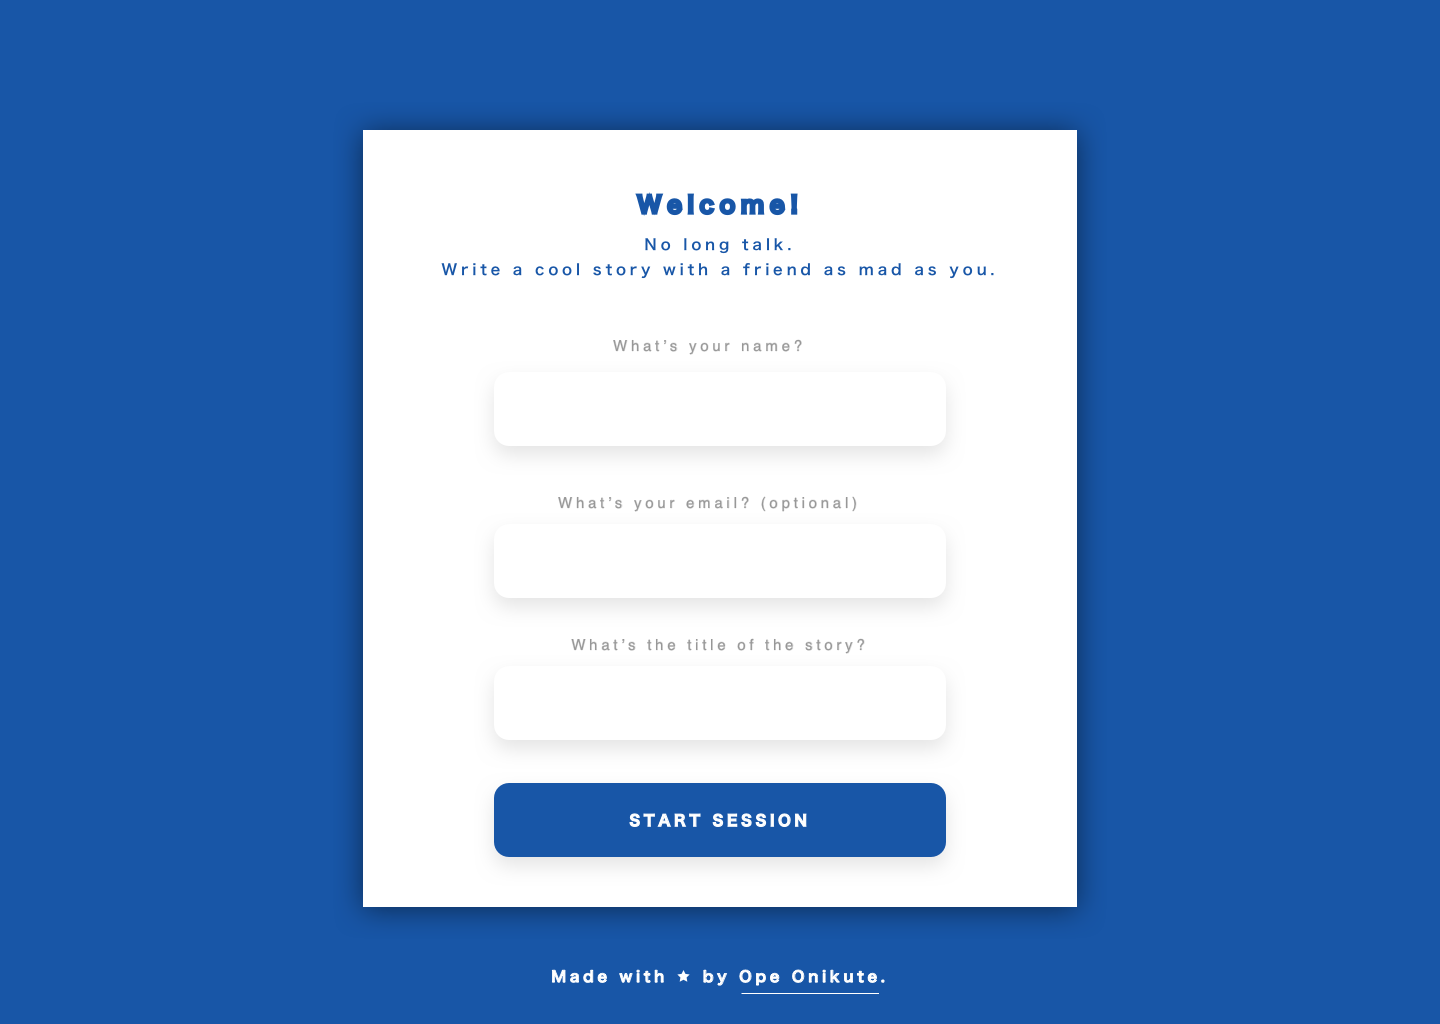 Welcome!
No long talk.
Write a cool story with a friend as mad as you.
What's your name?
What's your email? (optional)
What's the title of the story?
START SESSION
Made with ★ by Ope Onikute.